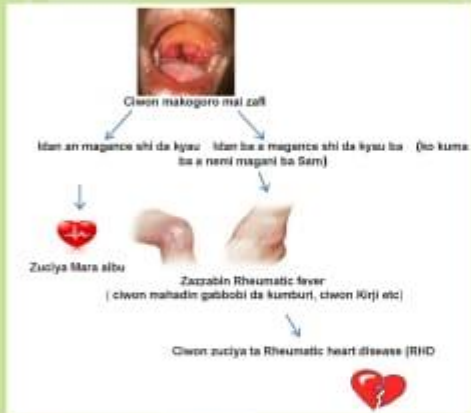 Ciwon makogoro mai zafi
Idan an magance shi da kyau
Idan ba a magance shi da kyau ba (ko kuma
ba a nemi magani ba Sam)
Zuciya Mara aibu
Zazzabin Rheumatic fever
( ciwon mahadin gabbobi da kumburi, ciwon Kirji etc)
Ciwon zuciya ta Rheumatic heart disease (RHD